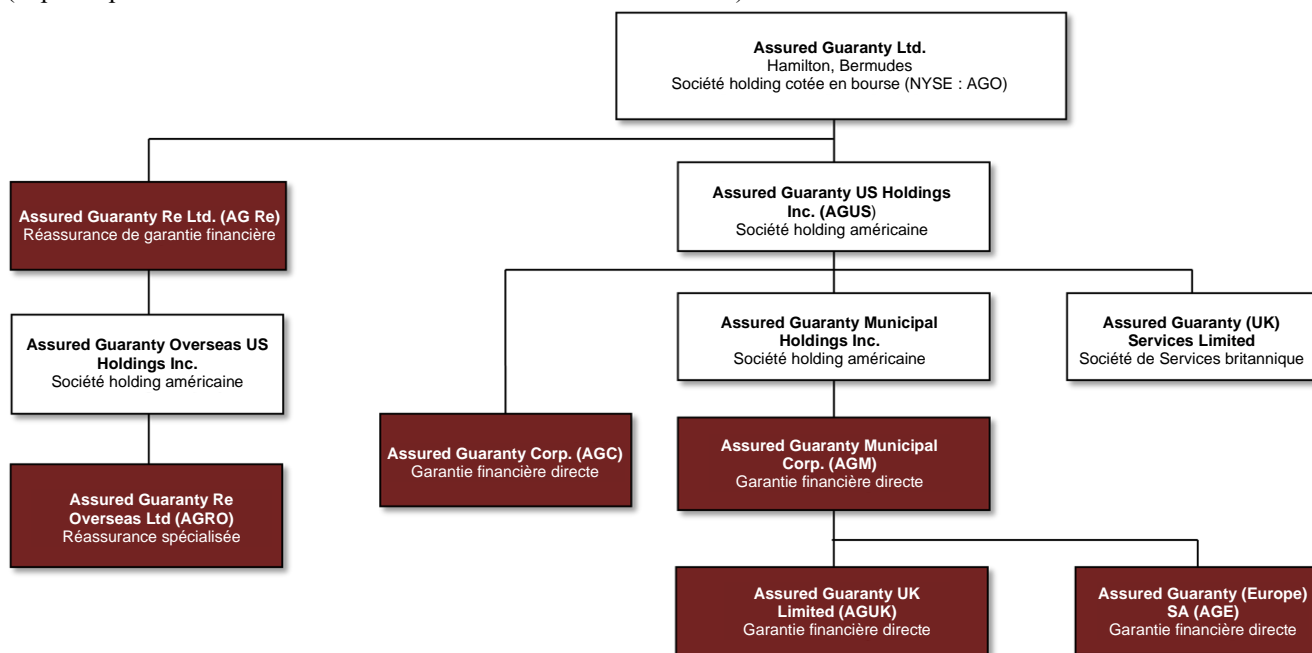 Assured Guaranty Ltd.
Hamilton, Bermudes
Société holding cotée en bourse (NYSE : AGO)
Assured Guaranty Re Ltd. (AG Re)
Réassurance de garantie financière
Assured Guaranty US Holdings
Inc. (AGUS)
Société holding américaine
Assured Guaranty Overseas US
Holdings Inc.
Société holding américaine
Assured Guaranty Municipal
Holdings Inc.
Société holding américaine
Assured Guaranty (UK)
Services Limited
Société de Services britannique
Assured Guaranty Corp. (AGC)
Garantie financière directe
Assured Guaranty Municipal
Corp. (AGM)
Garantie financière directe
Assured Guaranty Re
Overseas Ltd (AGRO)
Réassurance spécialisée
Assured Guaranty UK
Limited (AGUK)
Garantie financière directe
Assured Guaranty (Europe)
SA (AGE)
Garantie financière directe